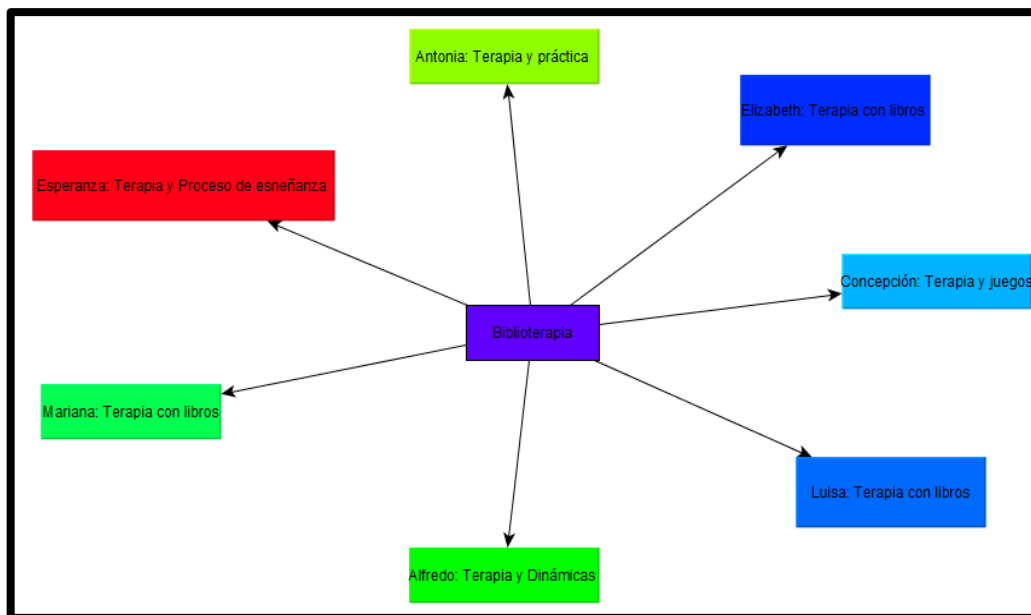 Antonia: Terapia y práctica
Elizabeth: Terapia con libros
Esperanza: Terapia y Proceso de esneñanza
Concepción: Terapia y juegos
Biblioterapia
Mariana: Terapia con libros
Luisa: Terapia con libros
Alfredo: Terapia y Dinámicas